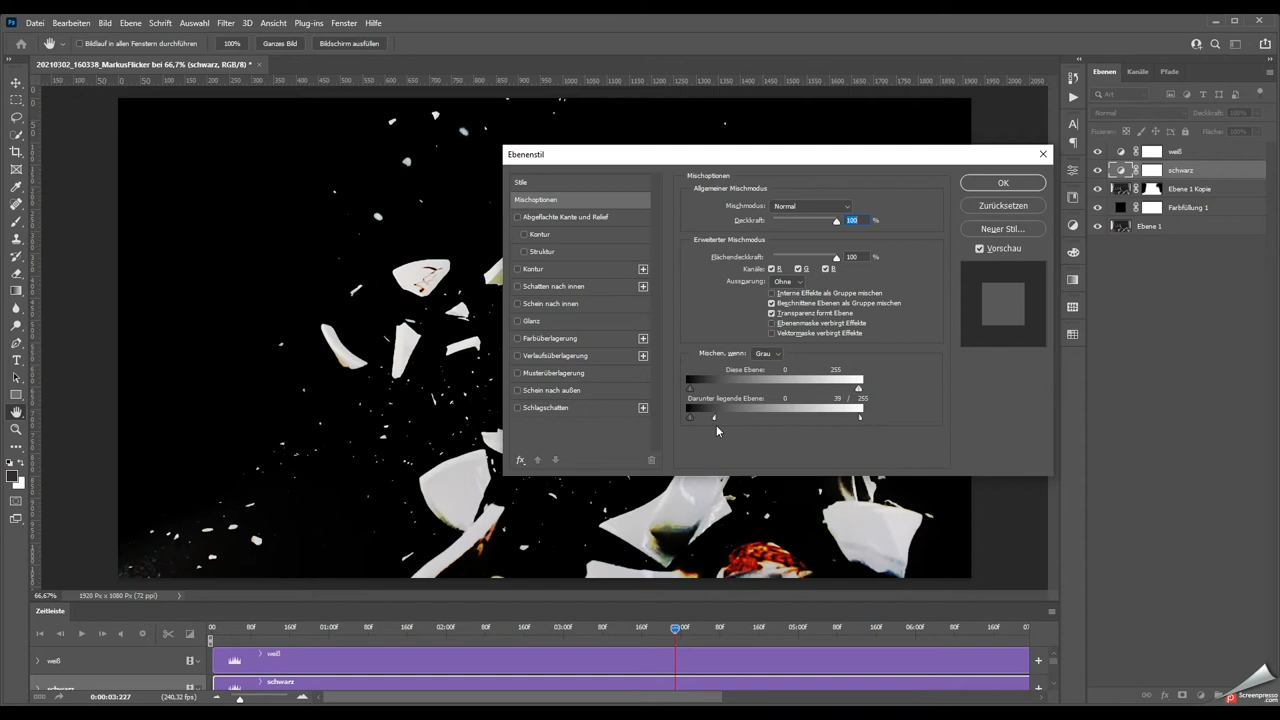 Ps Datei Bearbeiten Bild Ebene Schrift Auswahl Filter 3D Ansicht Plug-ins Fenster Hilfe
Bildlauf in allen Fenstern durchführen 100% Ganzes Bild Bildschirm ausfüllen
20210302_160338_MarkusFlicker bei 66,7% (schwarz, RGB/8) *
Ebenen Kanäle Pfade
Art
Normal Deckkraft: 100%
Fixieren: Fläche: 100%
weiß
schwarz
Ebene 1 Kopie
Farbfüllung 1
Ebene 1
Ebenenstil
Stile
Mischoptionen
Abgeflachte Kante und Relief
Kontur
Struktur
Kontur
Schatten nach innen
Schein nach innen
Glanz
Farbüberlagerung
Verlaufsüberlagerung
Musterüberlagerung
Schein nach außen
Schlagschatten
fx
Mischoptionen
Allgemeiner Mischmodus
Mischmodus: Normal
Deckkraft: 100 %
Erweiterter Mischmodus
Flächendeckkraft: 100 %
Kanäle: R G B
Aussparung: Ohne
Interne Effekte als Gruppe mischen
Beschnittene Ebenen als Gruppe mischen
Transparenz formt Ebene
Ebenenmaske verbirgt Effekte
Vektormaske verbirgt Effekte
Mischen, wenn: Grau
Diese Ebene: 0 255
Darunter liegende Ebene: 0 39 / 255
OK
Zurücksetzen
Neuer Stil...
Vorschau
66,67% 1920 Px x 1080 Px (72 ppi)
Zeitleiste
00 80f 160f 01:00f 80f 160f 02:00f 80f 160f 03:00f 80f 160f 00f 80f 160f 05:00f 80f 160f 06:00f 80f 160f 07
weiß weiß
schwarz schwarz
0:00:03:227 (240,32 fps)
Screenpresso
.com